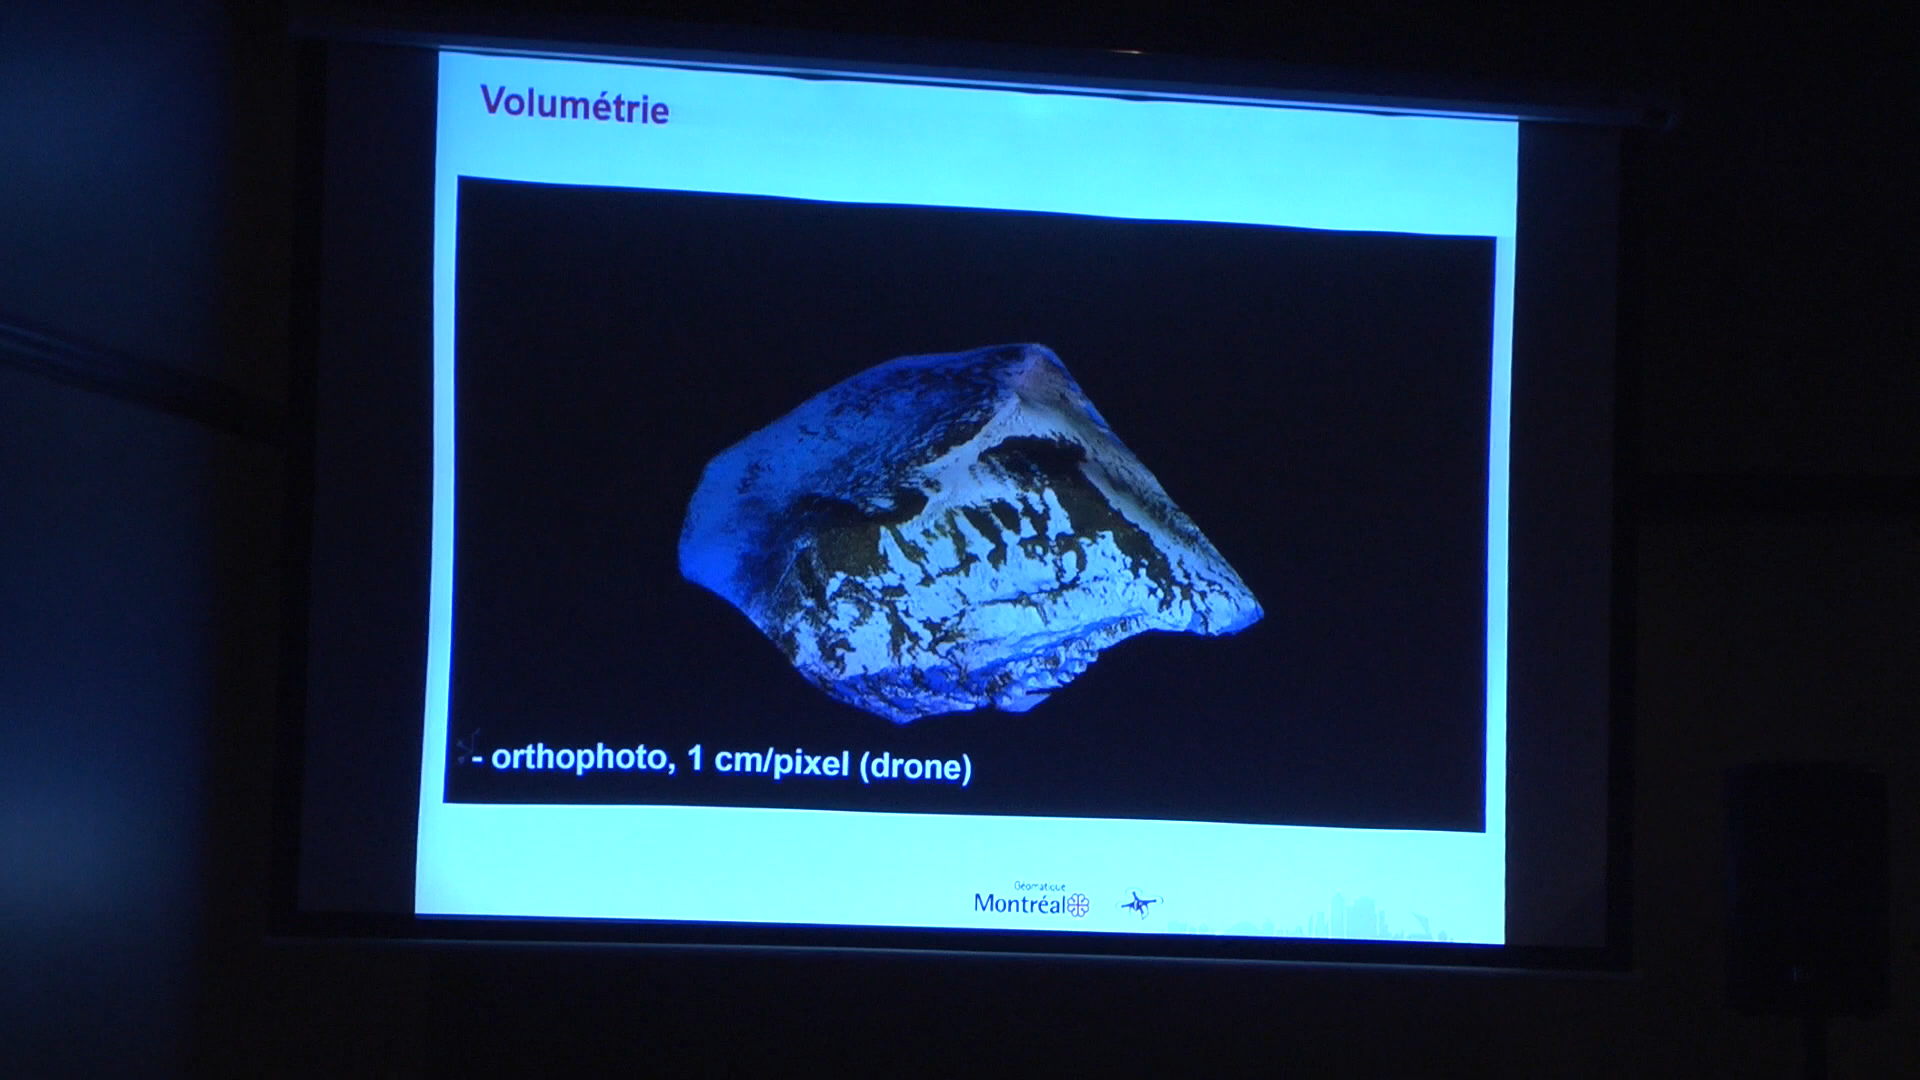 Volumétrie
- orthophoto, 1 cm/pixel (drone)
Géomatique
Montréal